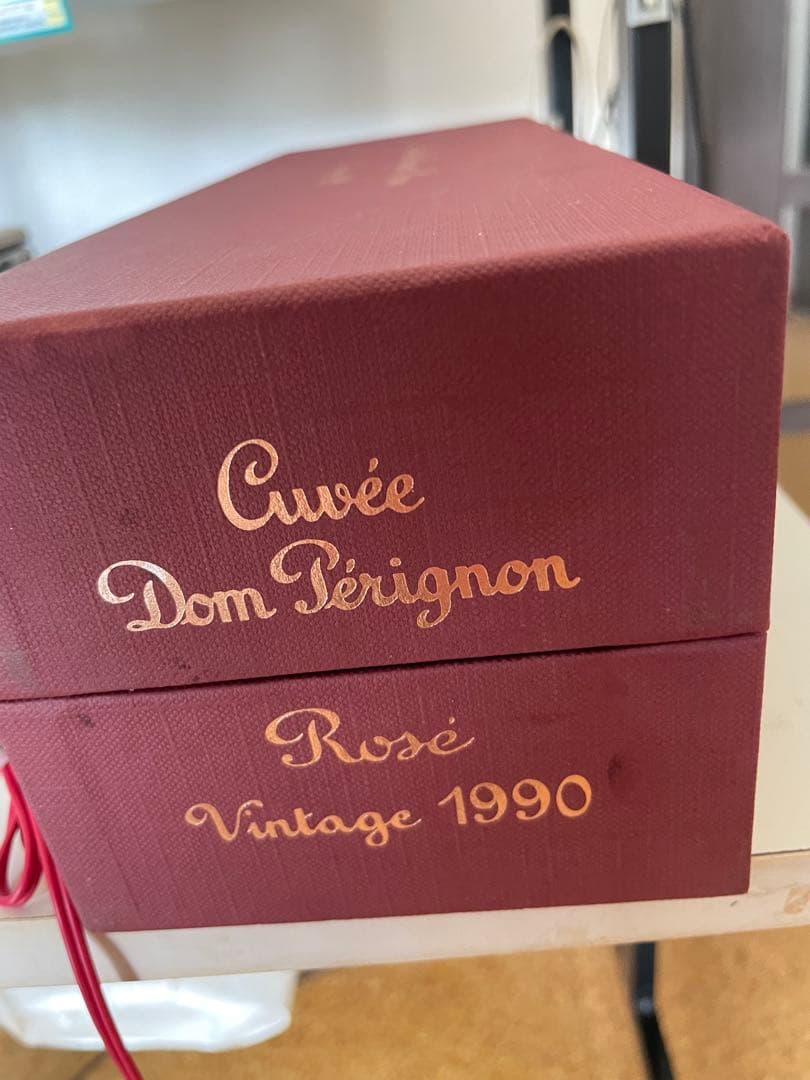 Cuvée
Dom Pérignon
Rosé
Vintage 1990